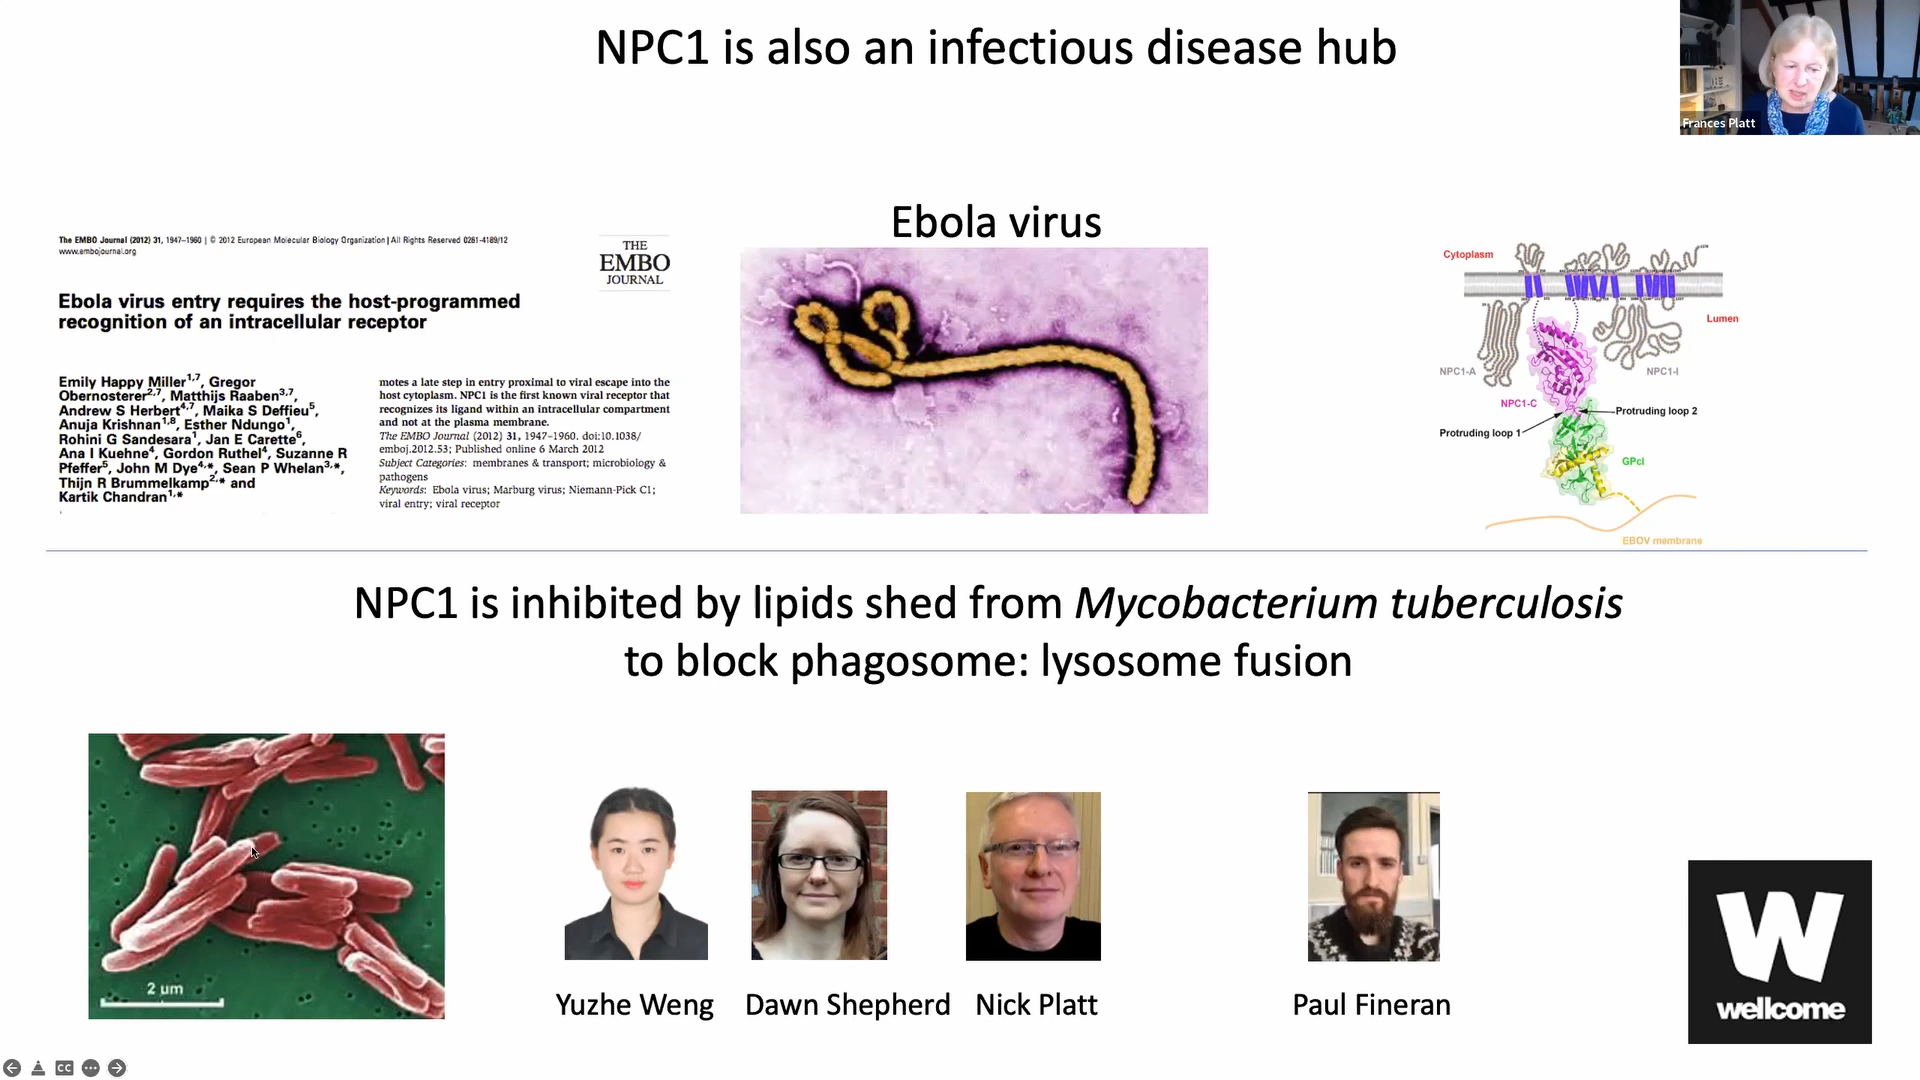 NPC1 is also an infectious disease hub
Frances Platt
Ebola virus
The EMBO Journal (2012) 31, 1947–1960 | © 2012 European Molecular Biology Organization | All Rights Reserved 0261-4189/12
www.embojournal.org
THE
EMBO
JOURNAL
Ebola virus entry requires the host-programmed
recognition of an intracellular receptor
Emily Happy Miller1,7, Gregor
Obernosterer2,7, Matthijs Raaben3,7,
Andrew S Herbert4,7, Maika S Deffieu5,
Anuja Krishnan1,8, Esther Ndungo1,
Rohini G Sandesara1, Jan E Carette6,
Ana I Kuehne4, Gordon Ruthel4, Suzanne R
Pfeffer5, John M Dye4,*, Sean P Whelan3,*,
Thijn R Brummelkamp2,* and
Kartik Chandran1,*
motes a late step in entry proximal to viral escape into the
host cytoplasm. NPC1 is the first known viral receptor that
recognizes its ligand within an intracellular compartment
and not at the plasma membrane.
The EMBO Journal (2012) 31, 1947–1960. doi:10.1038/
emboj.2012.53; Published online 6 March 2012
Subject Categories: membranes & transport; microbiology &
pathogens
Keywords: Ebola virus; Marburg virus; Niemann-Pick C1;
viral entry; viral receptor
Cytoplasm
Lumen
NPC1-A
NPC1-I
NPC1-C
Protruding loop 2
Protruding loop 1
GPcl
EBOV membrane
NPC1 is inhibited by lipids shed from Mycobacterium tuberculosis
to block phagosome: lysosome fusion
2 µm
Yuzhe Weng
Dawn Shepherd
Nick Platt
Paul Fineran
W
wellcome
CC